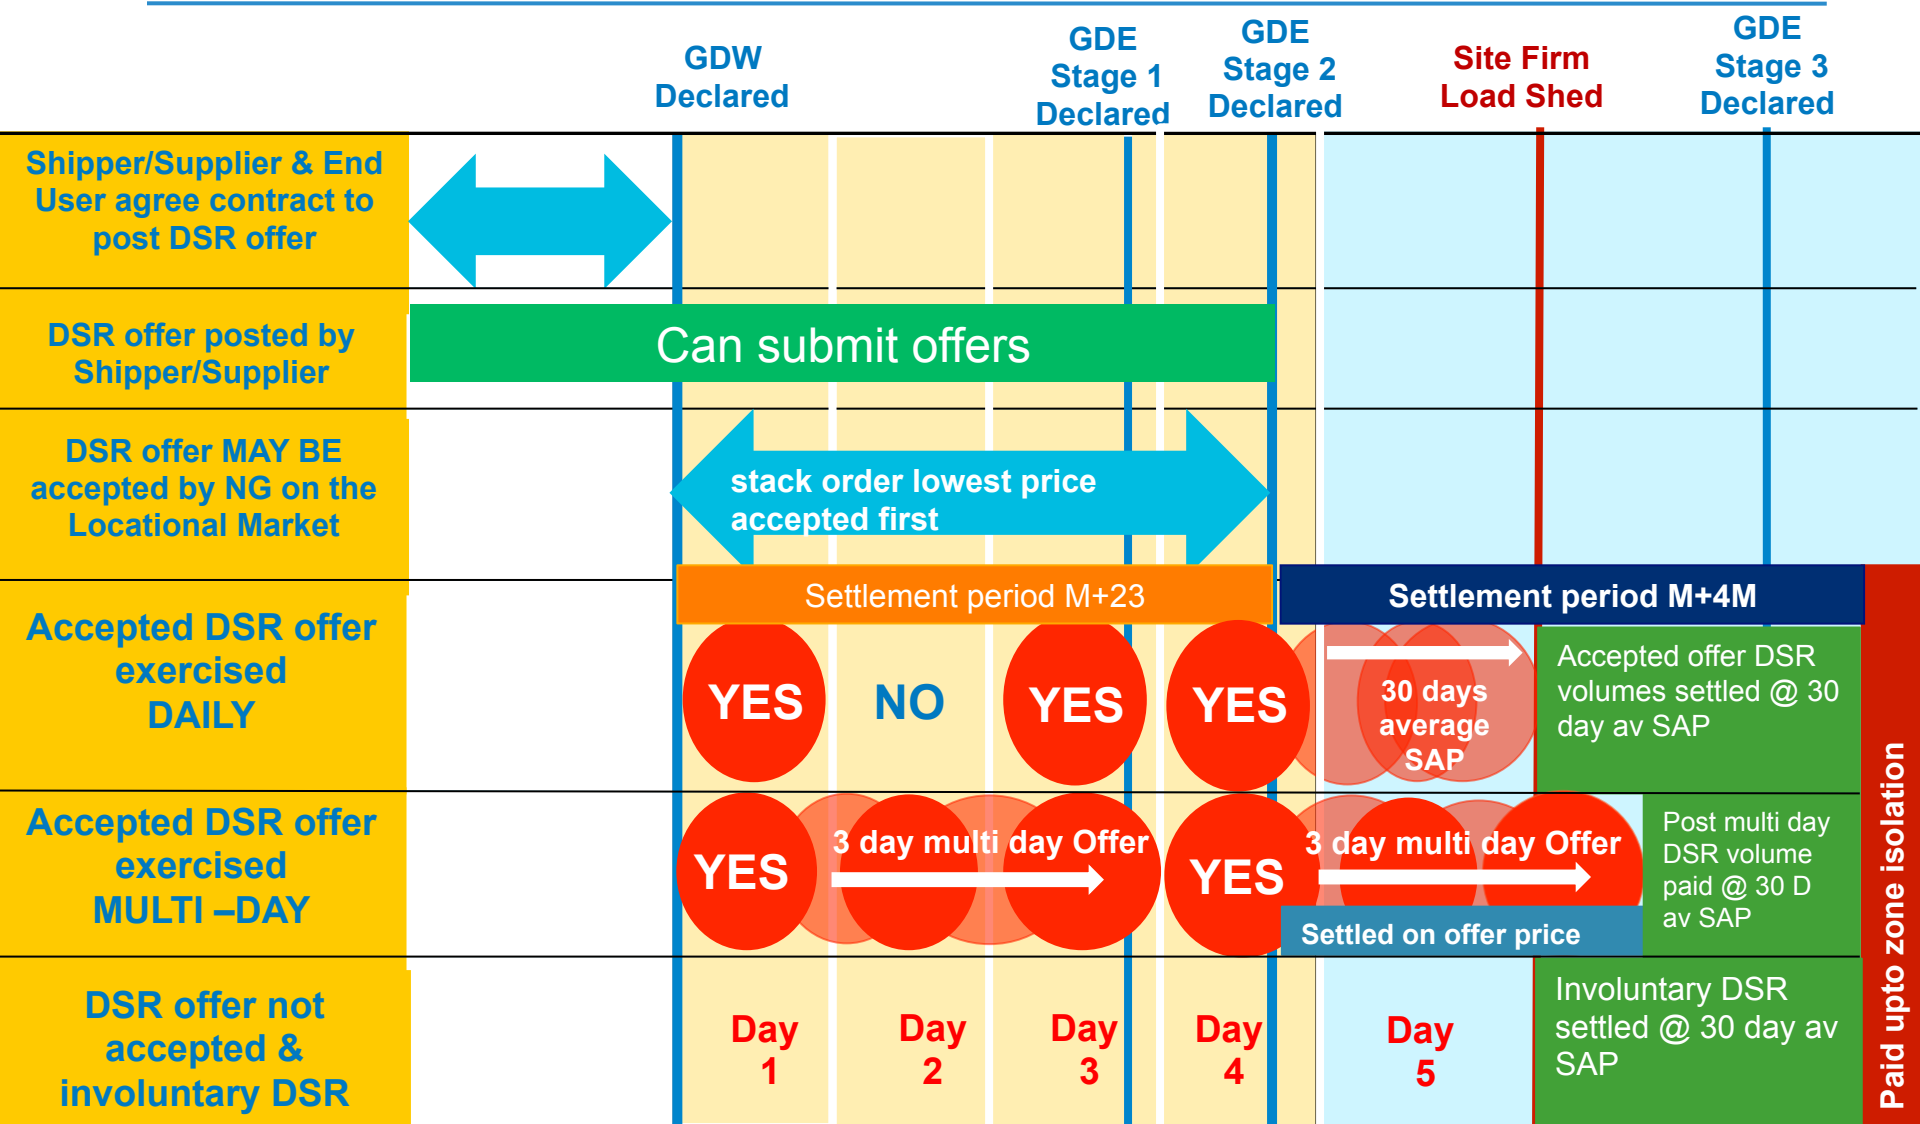 GDW
Declared
GDE
Stage 1
Declared
GDE
Stage 2
Declared
Site Firm
Load Shed
GDE
Stage 3
Declared
Shipper/Supplier & End
User agree contract to
post DSR offer
DSR offer posted by
Shipper/Supplier
Can submit offers
DSR offer MAY BE
accepted by NG on the
Locational Market
stack order lowest price
accepted first
Settlement period M+23
Settlement period M+4M
Accepted DSR offer
exercised
DAILY
YES
NO
YES
YES
30 days
average
SAP
Accepted offer DSR
volumes settled @ 30
day av SAP
Accepted DSR offer
exercised
MULTI –DAY
YES
3 day multi day Offer
YES
3 day multi day Offer
Settled on offer price
Post multi day
DSR volume
paid @ 30 D
av SAP
DSR offer not
accepted &
involuntary DSR
Day
1
Day
2
Day
3
Day
4
Day
5
Involuntary DSR
settled @ 30 day av
SAP
Paid upto zone isolation